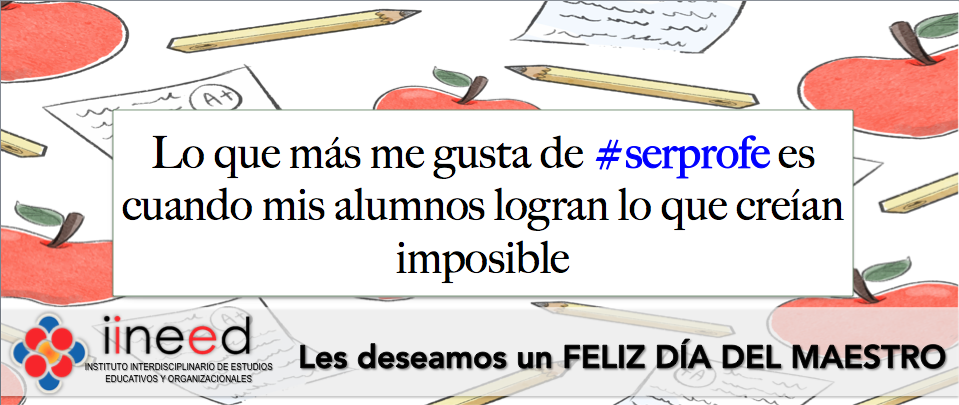 A+
Lo que más me gusta de #serprofe es
cuando mis alumnos logran lo que creían
imposible
iineed
INSTITUTO INTERDISCIPLINARIO DE ESTUDIOS
EDUCATIVOS Y ORGANIZACIONALES
Les deseamos un FELIZ DÍA DEL MAESTRO